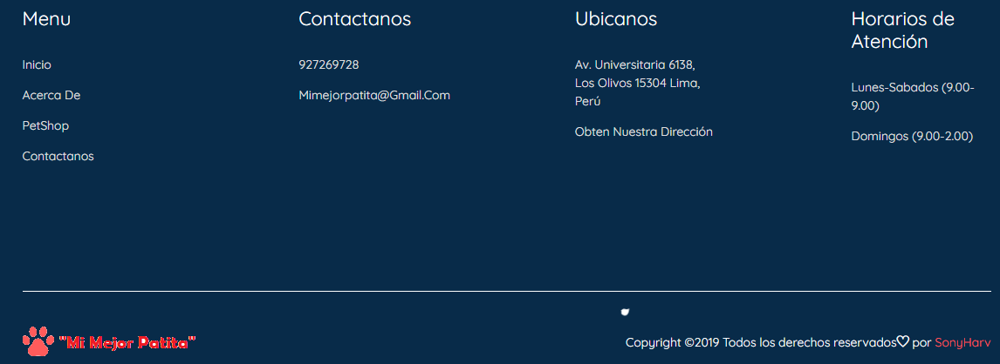 Menu
Inicio
Acerca De
PetShop
Contactanos
Contactanos
927269728
Mimejorpatita@Gmail.Com
Ubicanos
Av. Universitaria 6138,
Los Olivos 15304 Lima,
Perú
Obten Nuestra Dirección
Horarios de
Atención
Lunes-Sabados (9.00-
9.00)
Domingos (9.00-2.00)
"Mi Mejor Patita"
Copyright ©2019 Todos los derechos reservados♡ por SonyHarv